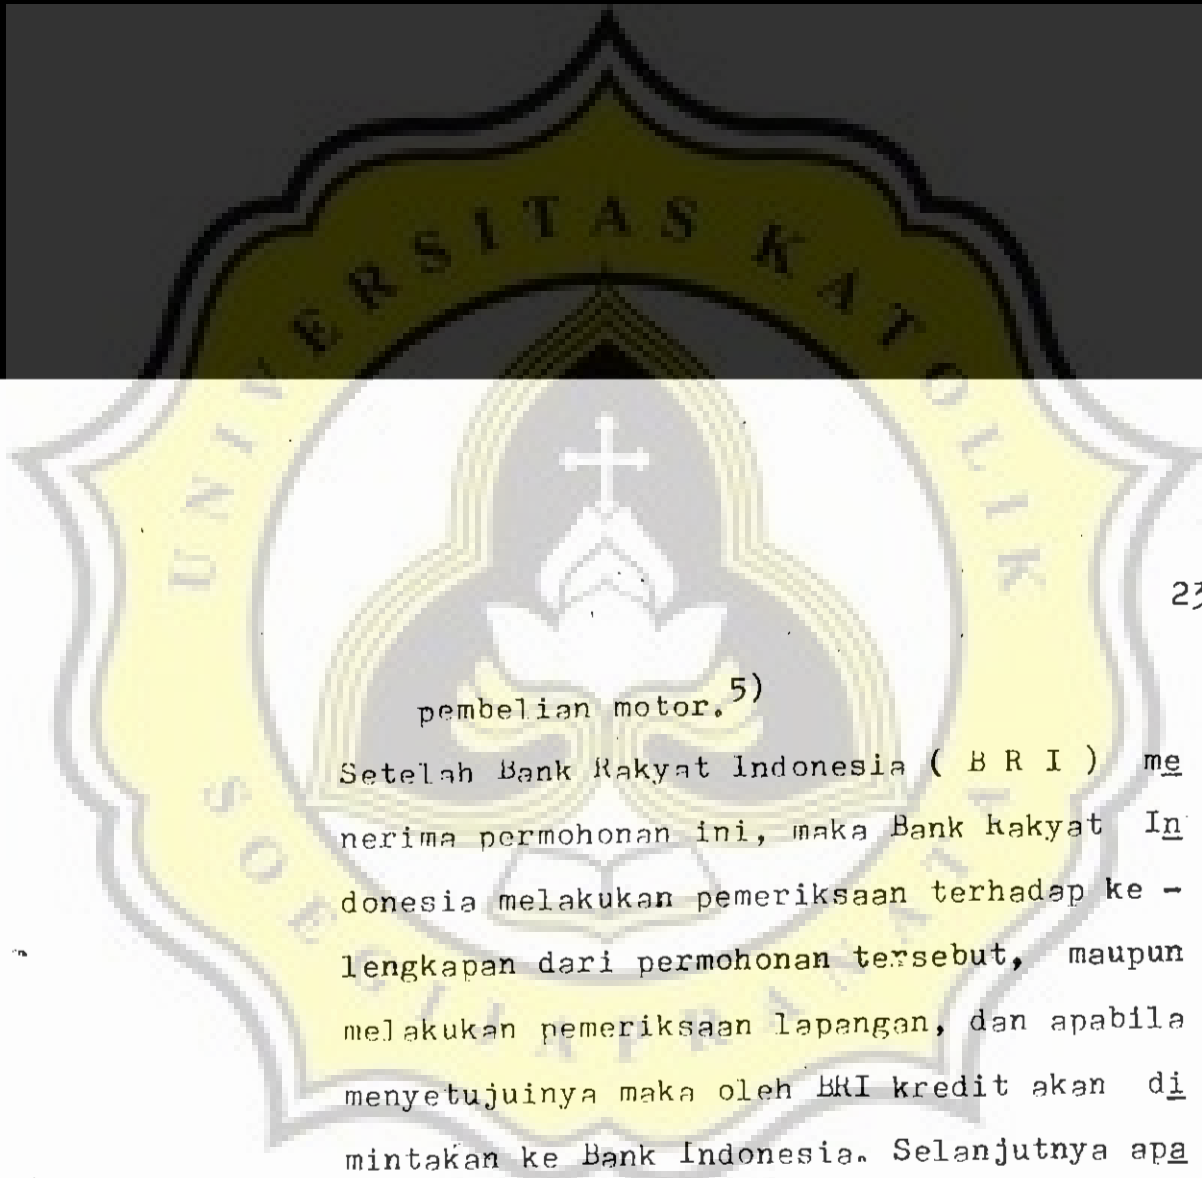 UNIVERSITAS KATOLIK
SOEGIJAPRANATA
23
pembelian motor.5)
Setelah Bank Rakyat Indonesia ( B R I ) me
nerima permohonan ini, maka Bank Rakyat In
donesia melakukan pemeriksaan terhadap ke -
lengkapan dari permohonan tersebut, maupun
melakukan pemeriksaan lapangan, dan apabila
menyetujuinya maka oleh BRI kredit akan di
mintakan ke Bank Indonesia. Selanjutnya apa